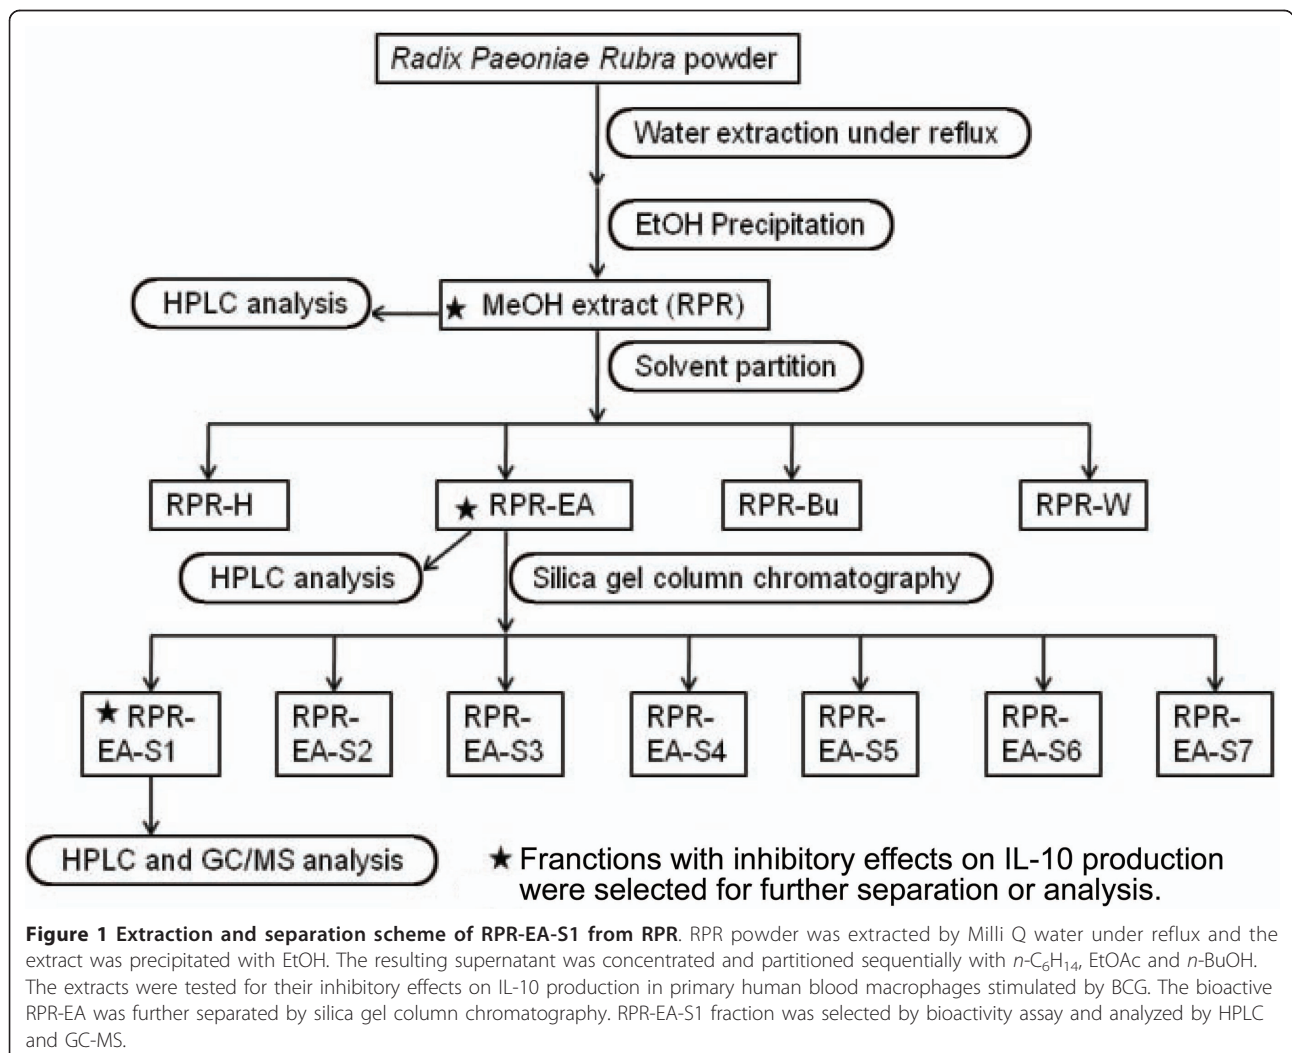 Radix Paeoniae Rubra powder
Water extraction under reflux
EtOH Precipitation
HPLC analysis
★ MeOH extract (RPR)
Solvent partition
RPR-H
★ RPR-EA
RPR-Bu
RPR-W
HPLC analysis
Silica gel column chromatography
★ RPR-
EA-S1
RPR-
EA-S2
RPR-
EA-S3
RPR-
EA-S4
RPR-
EA-S5
RPR-
EA-S6
RPR-
EA-S7
HPLC and GC/MS analysis
★ Franctions with inhibitory effects on IL-10 production
were selected for further separation or analysis.
Figure 1 Extraction and separation scheme of RPR-EA-S1 from RPR. RPR powder was extracted by Milli Q water under reflux and the
extract was precipitated with EtOH. The resulting supernatant was concentrated and partitioned sequentially with n-C₆H₁₄, EtOAc and n-BuOH.
The extracts were tested for their inhibitory effects on IL-10 production in primary human blood macrophages stimulated by BCG. The bioactive
RPR-EA was further separated by silica gel column chromatography. RPR-EA-S1 fraction was selected by bioactivity assay and analyzed by HPLC
and GC-MS.